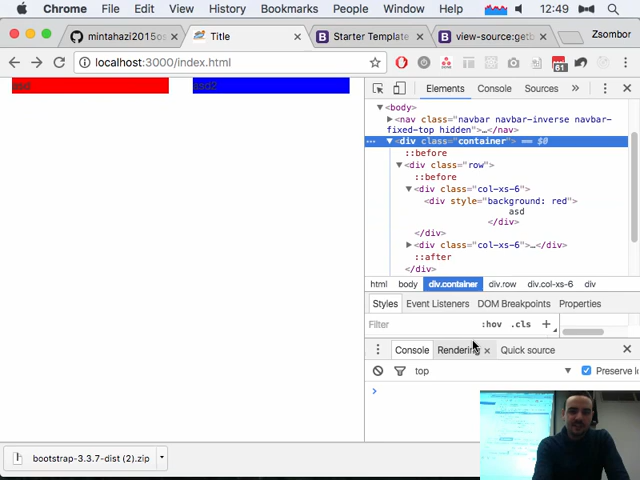 Chrome File Edit View History Bookmarks People Window Help 12:49
mintahazi2015os Title Starter Template view-source:getb Zsombor
localhost:3000/index.html 61
asd asd2
Elements Console Sources »
<body>
<nav class="navbar navbar-inverse navbar-
fixed-top hidden">…</nav>
<div class="container"> == $0
::before
<div class="row">
::before
<div class="col-xs-6">
<div style="background: red">
asd
</div>
</div>
<div class="col-xs-6">…</div>
::after
</div>
html body div.container div.row div.col-xs-6 div
Styles Event Listeners DOM Breakpoints Properties
Filter :hov .cls +
Console Rendering Quick source
top Preserve l
bootstrap-3.3.7-dist (2).zip